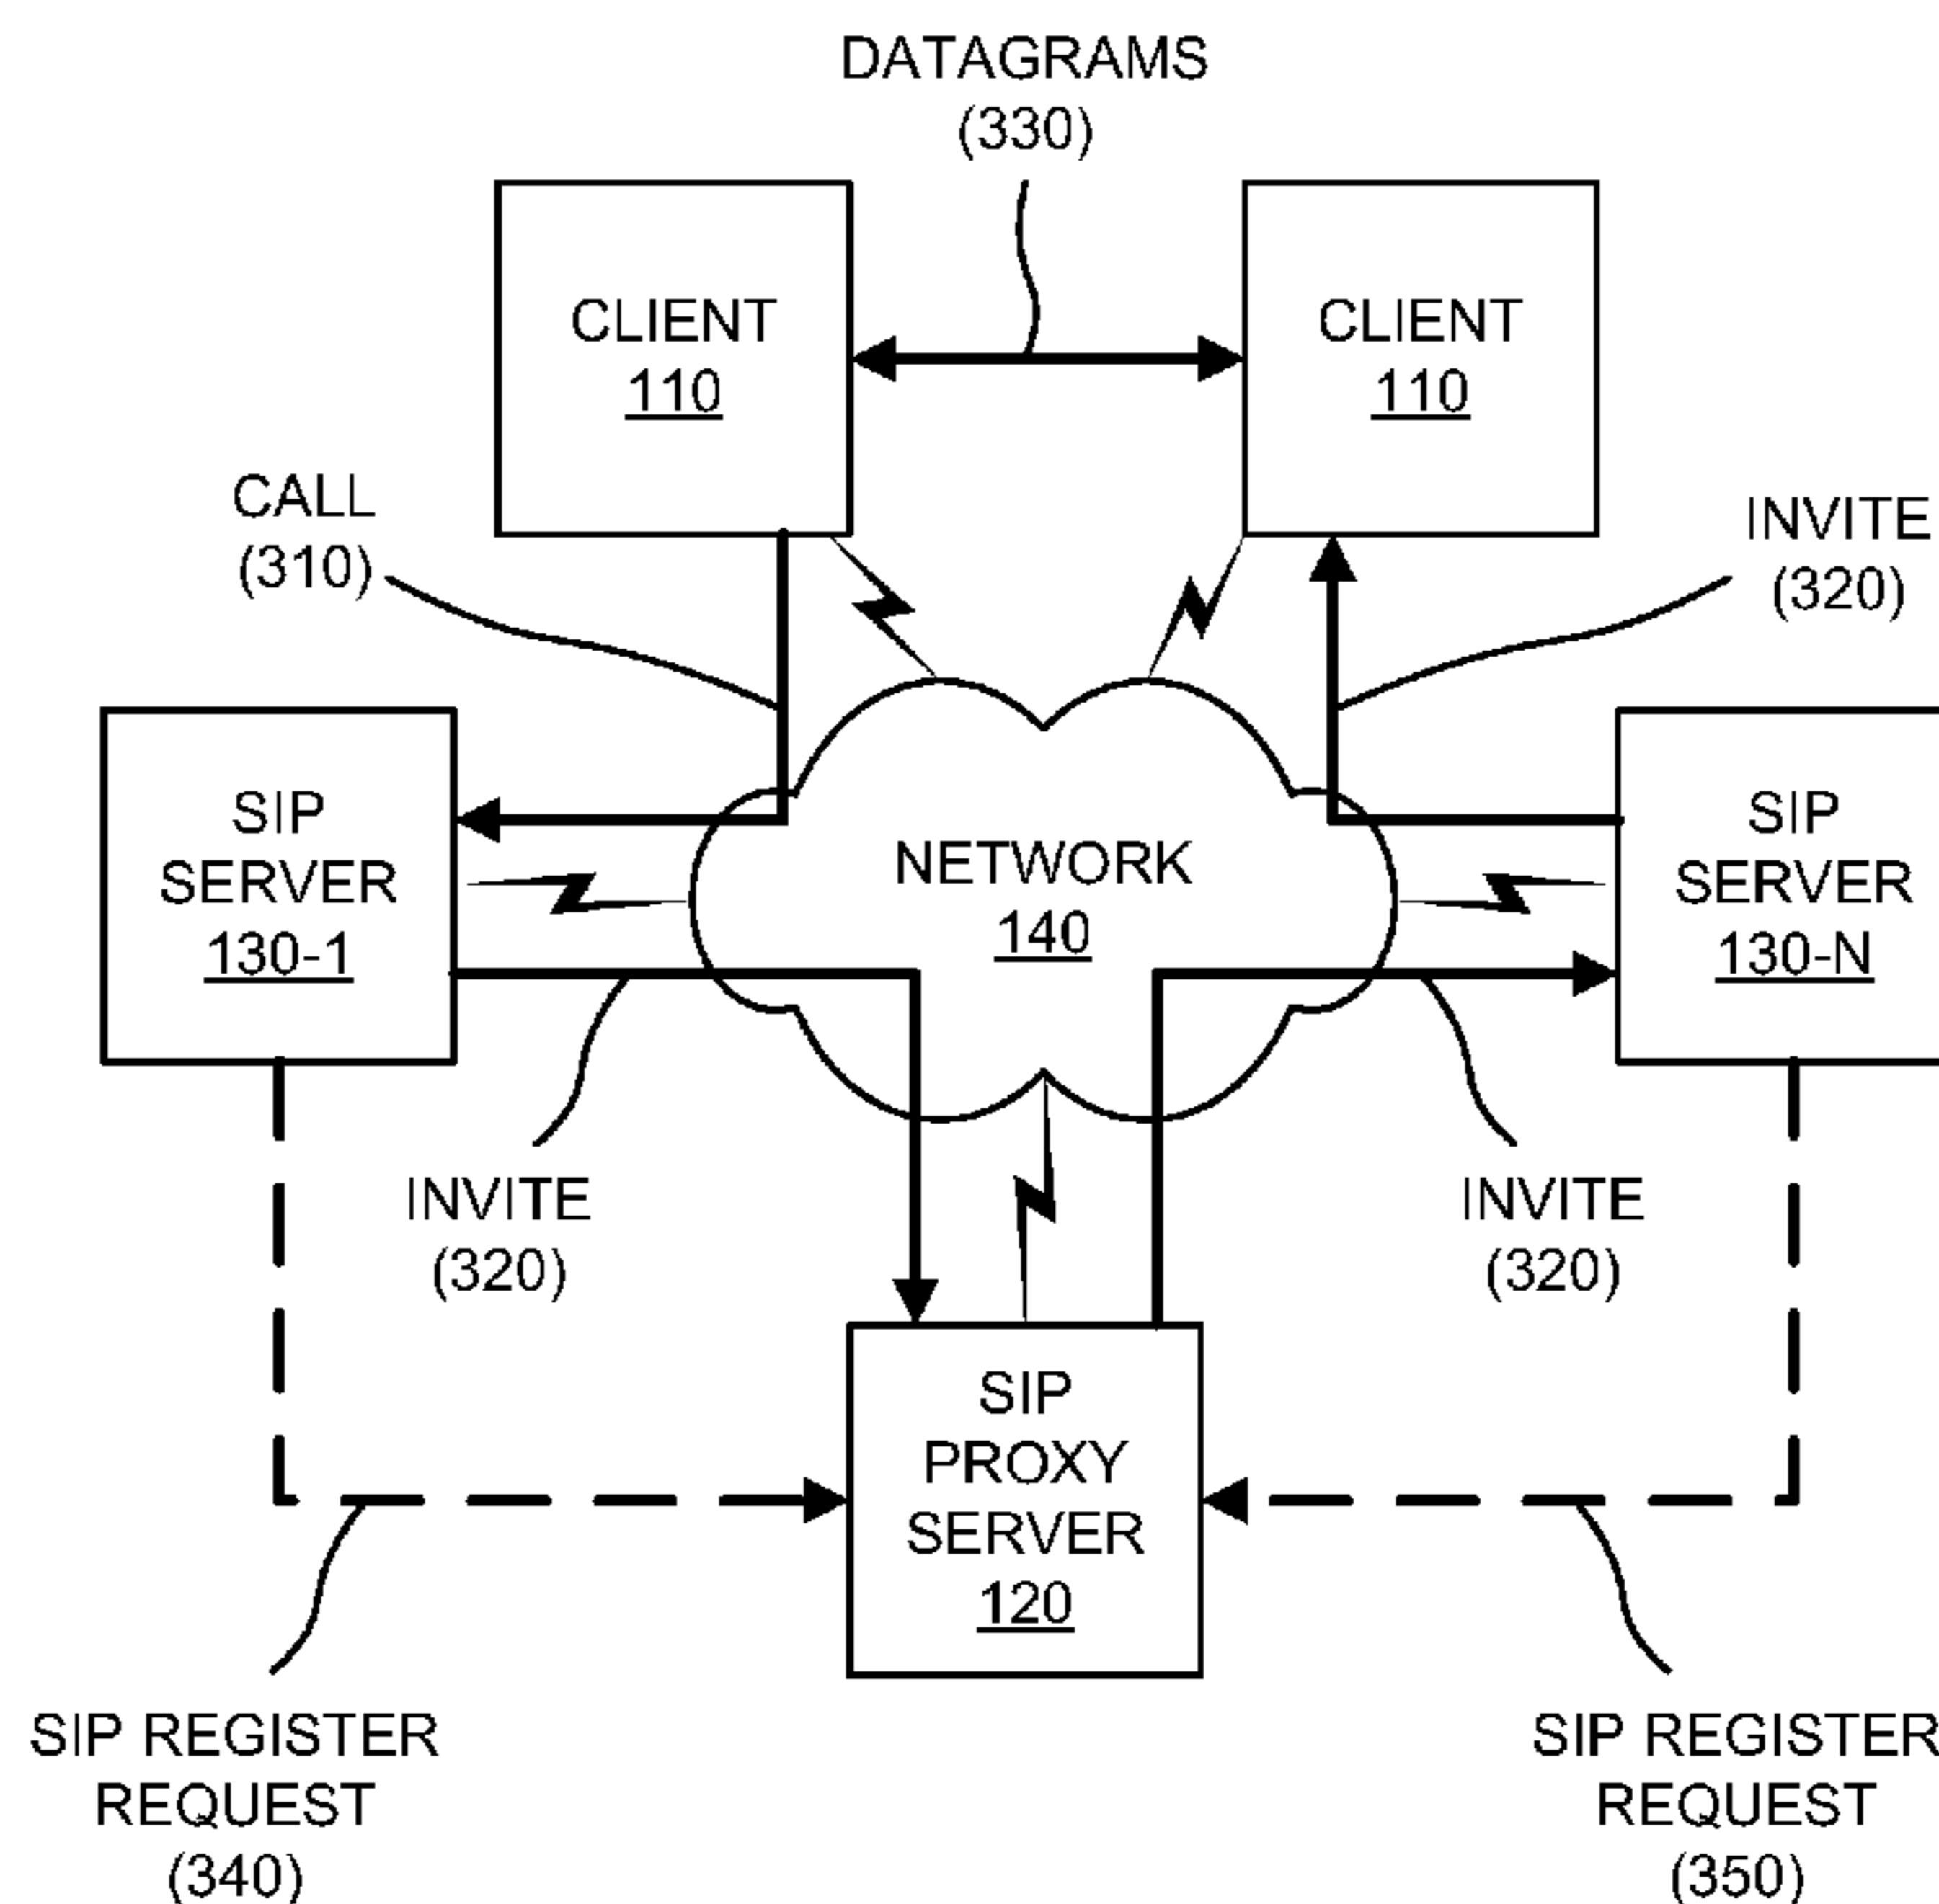 DATAGRAMS
(330)
CLIENT
110
CLIENT
110
CALL
(310)
INVITE
(320)
SIP
SERVER
130-1
NETWORK
140
SIP
SERVER
130-N
INVITE
(320)
INVITE
(320)
SIP
PROXY
SERVER
120
SIP REGISTER
REQUEST
(340)
SIP REGISTER
REQUEST
(350)